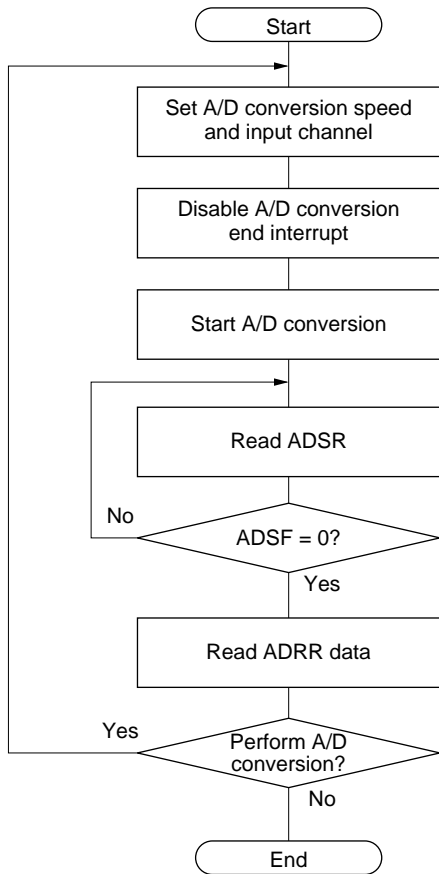 Start
Set A/D conversion speed
and input channel
Disable A/D conversion
end interrupt
Start A/D conversion
Read ADSR
No
ADSF = 0?
Yes
Read ADRR data
Yes
Perform A/D
conversion?
No
End